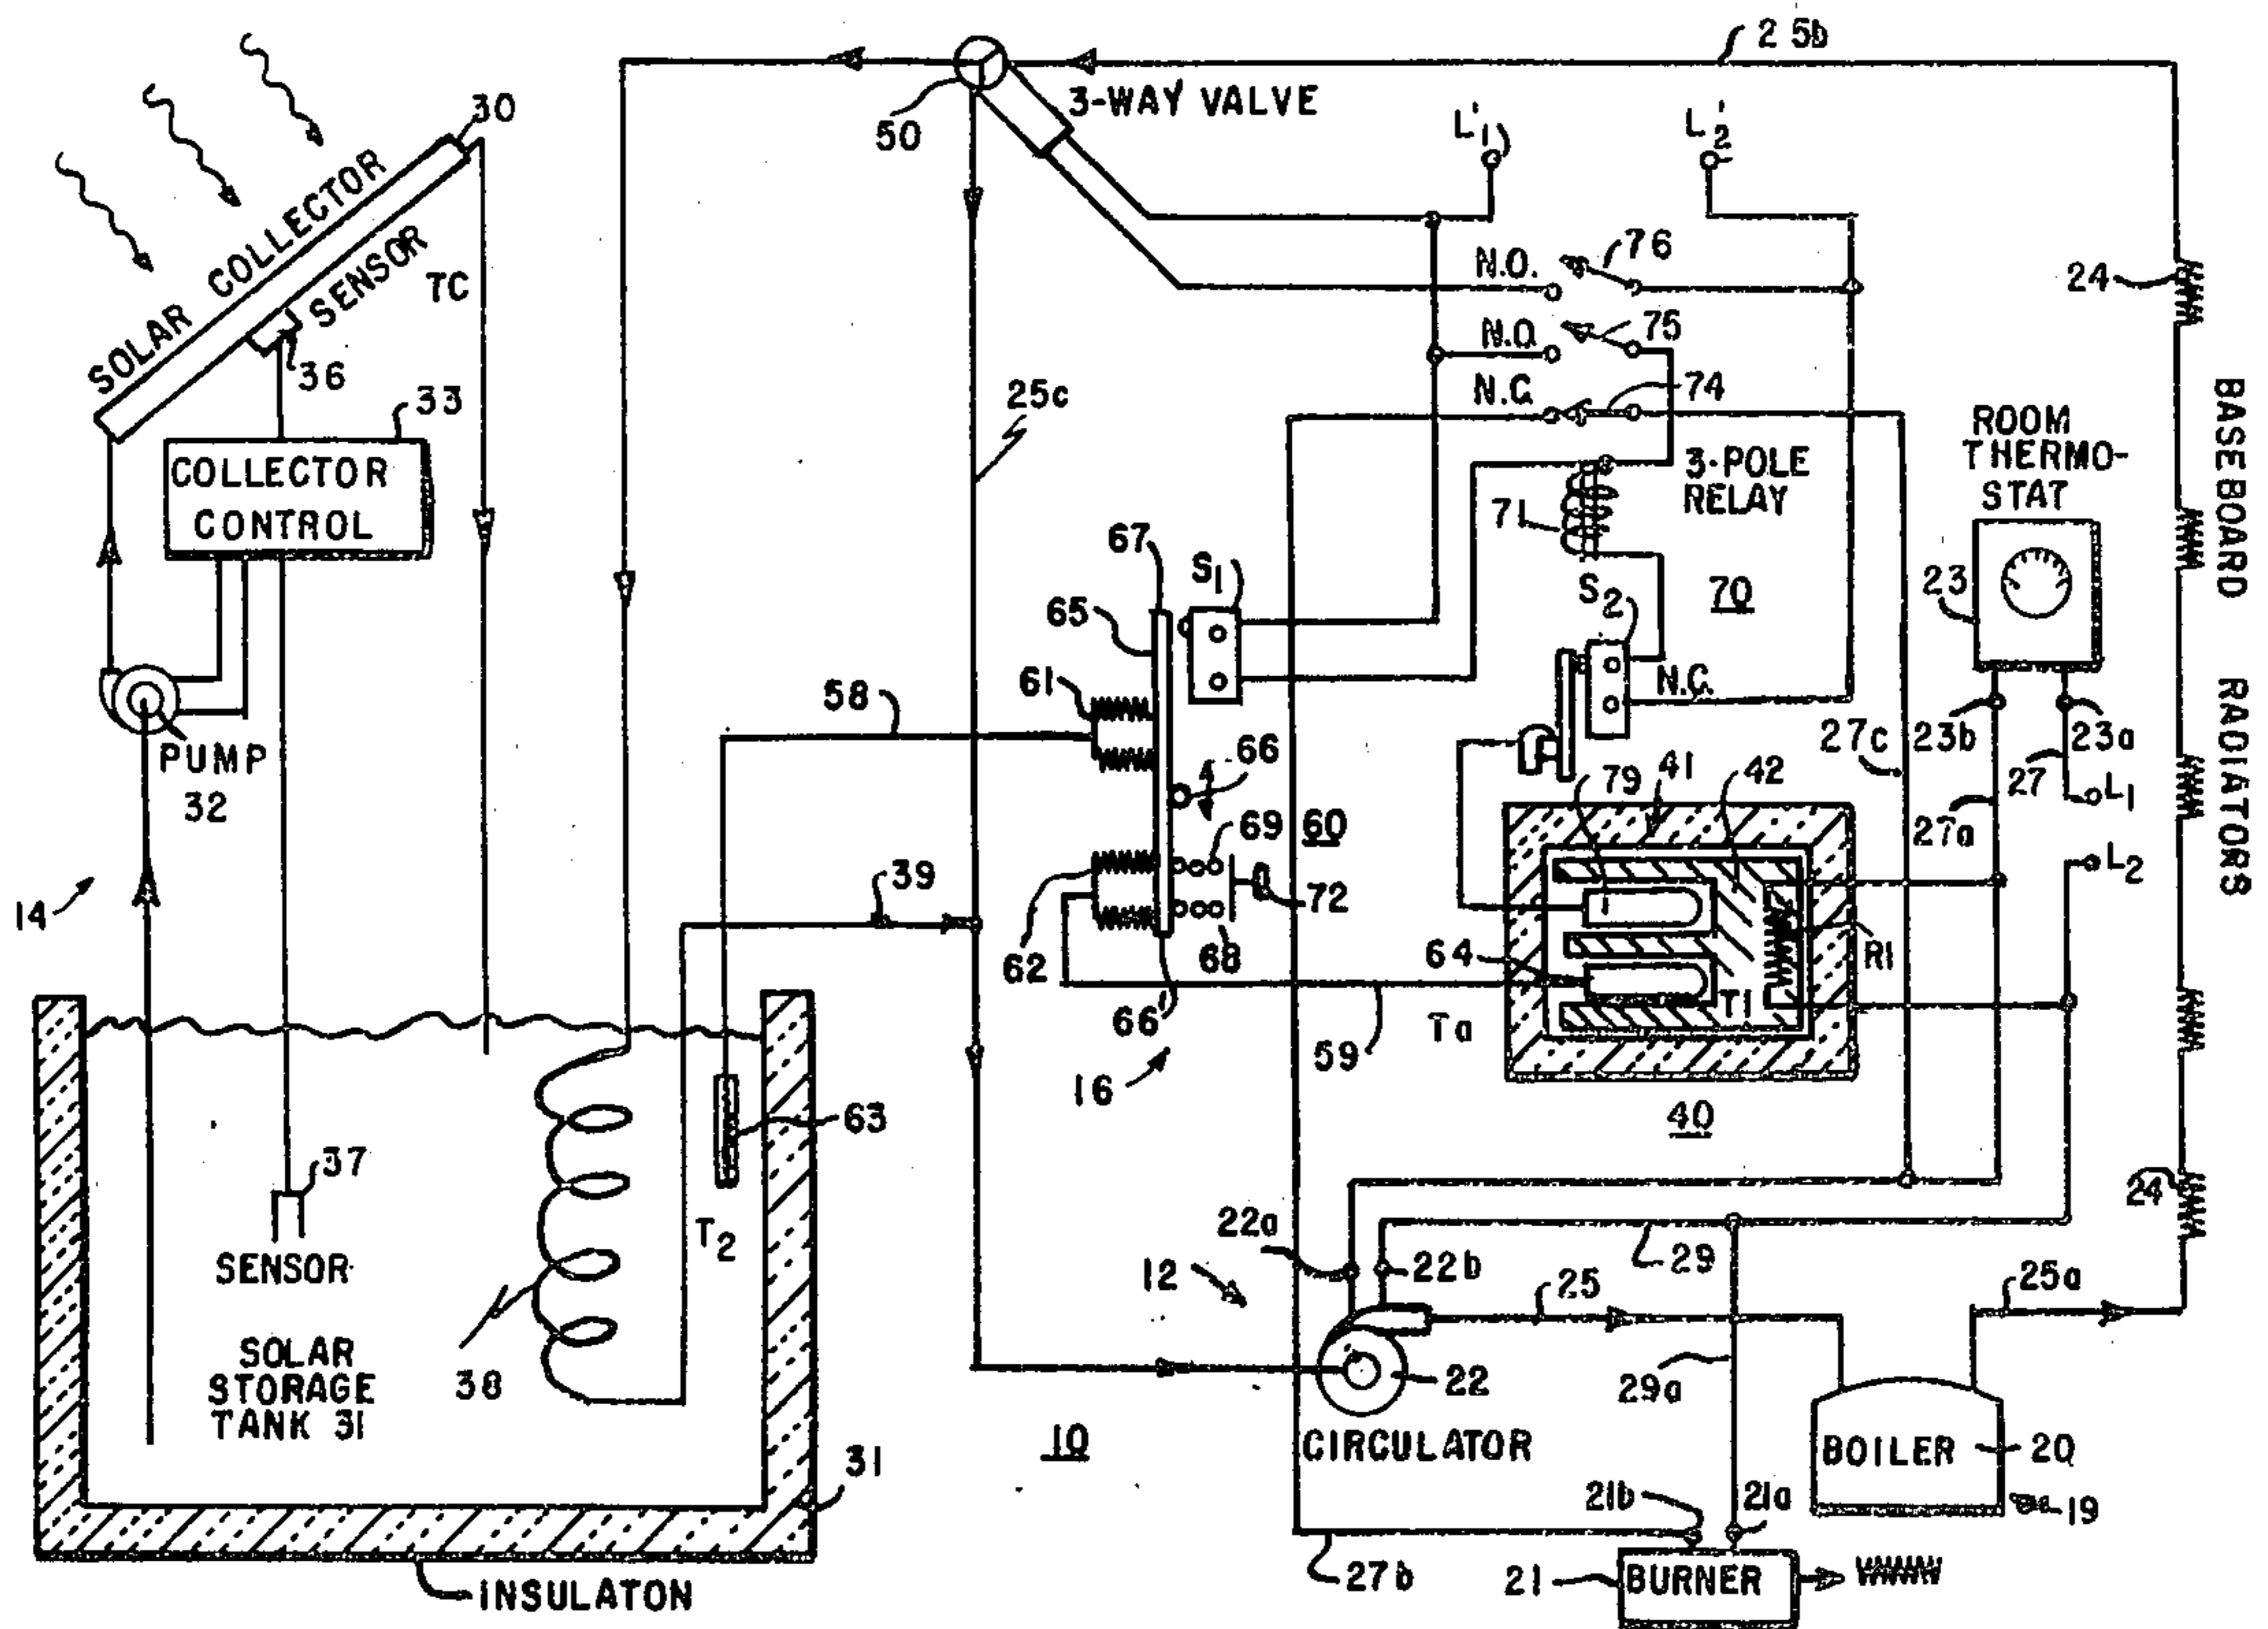 25b
3-WAY VALVE
50
L'1
L'2
30
SOLAR COLLECTOR
SENSOR
TC
36
33
COLLECTOR
CONTROL
N.O.
76
N.O.
75
N.C.
74
24
25c
3-POLE
RELAY
71
70
ROOM
THERMO-
STAT
BASEBOARD RADIATORS
67
S1
S2
23
65
61
58
N.C.
27c
23b
23a
27
L1
PUMP
32
66
79
41
42
27a
69
60
L2
14
39
72
62
68
64
R1
T1
66'
59
Ta
16
40
63
37
T2
SENSOR
22a
22b
29
24
12
25
25a
SOLAR
STORAGE
TANK 31
38
22
29a
10
CIRCULATOR
BOILER
20
31
21b
21a
19
INSULATON
27b
21
BURNER